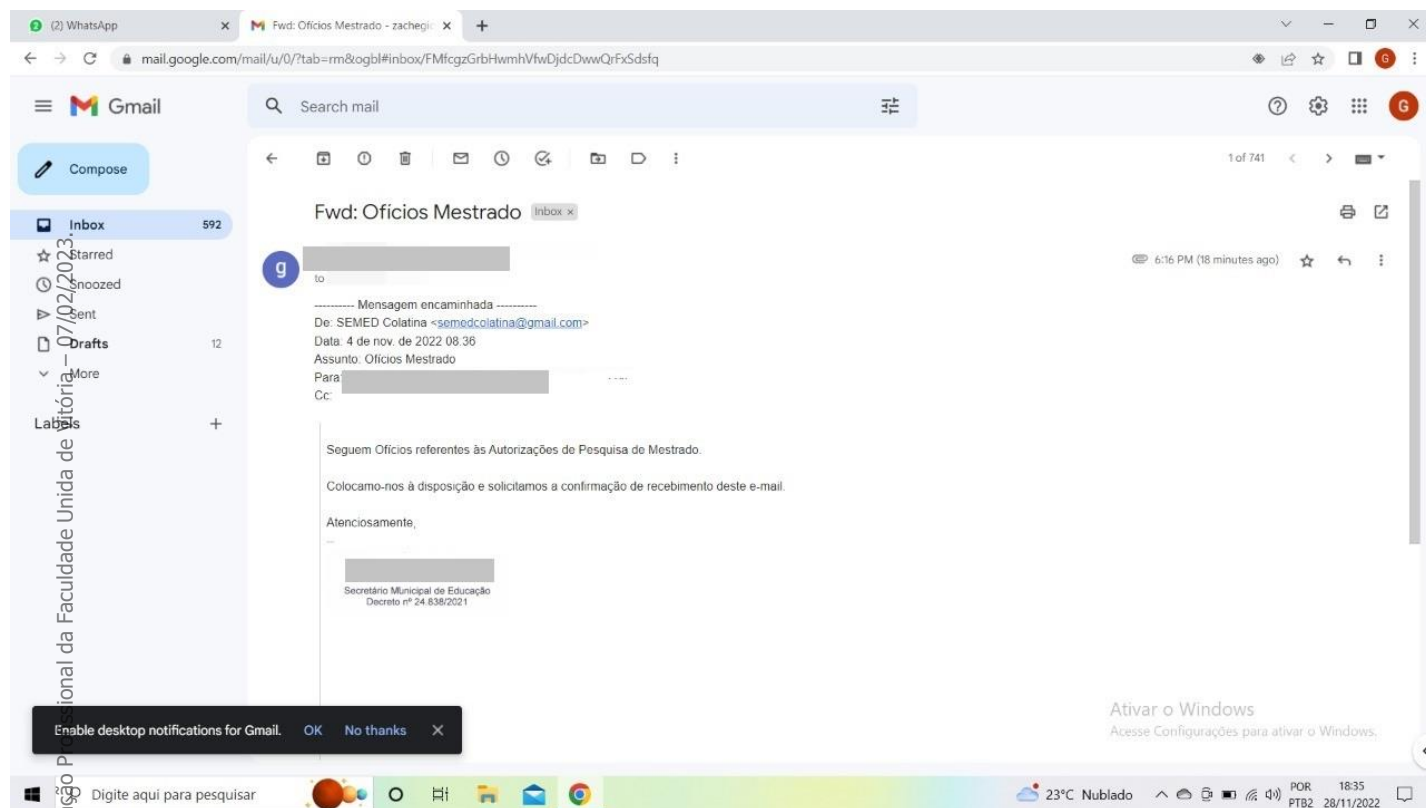 (2) WhatsApp
Fwd: Ofícios Mestrado - zachegi
mail.google.com/mail/u/0/?tab=rm&ogbl#inbox/FMfcgzGrbHwmhVfwDjdcDwwQrFxSdsfq
G
Gmail
Search mail
G
Compose
1 of 741
Fwd: Ofícios Mestrado Inbox x
Inbox 592
Starred
Snoozed
Sent
Drafts 12
More
Labels
g
6:16 PM (18 minutes ago)
to
---------- Mensagem encaminhada ---------
De: SEMED Colatina <semedcolatina@gmail.com>
Data: 4 de nov. de 2022 08:36
Assunto: Ofícios Mestrado
Para:
Cc:
Seguem Ofícios referentes às Autorizações de Pesquisa de Mestrado.
Colocamo-nos à disposição e solicitamos a confirmação de recebimento deste e-mail.
Atenciosamente,
--
Secretário Municipal de Educação
Decreto nº 24.838/2021
Enable desktop notifications for Gmail. OK No thanks
Ativar o Windows
Acesse Configurações para ativar o Windows.
Digite aqui para pesquisar
23°C Nublado
POR
PTB2
18:35
28/11/2022
Profissional da Faculdade Unida de Vitória – 07/02/2023.